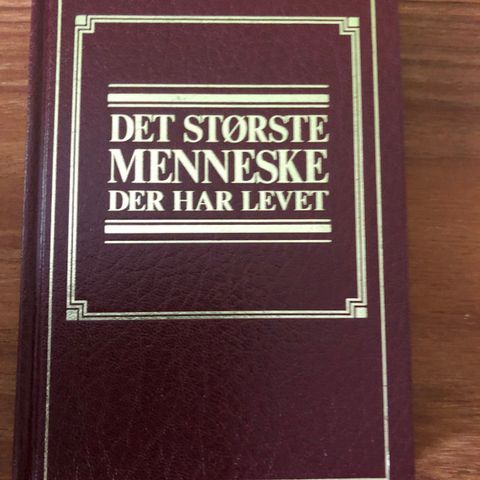 DET STØRSTE
MENNESKE
DER HAR LEVET